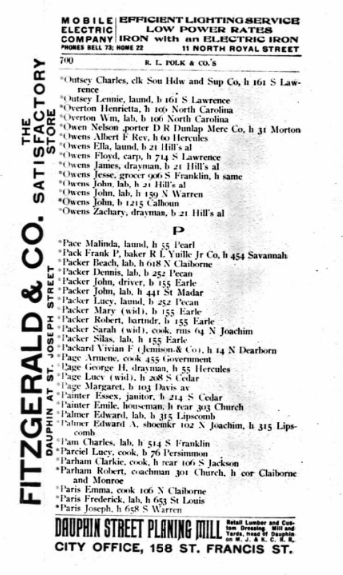 MOBILE
ELECTRIC
COMPANY
PHONES BELL 73; HOME 22
EFFICIENT LIGHTING SERVICE
LOW POWER RATES
IRON with an ELECTRIC IRON
11 NORTH ROYAL STREET
700 R. L. POLK & CO.'S
*Outsey Charles, clk Sou Hdw and Sup Co, h 161 S Law-
rence
*Outsey Lennie, laund, b 161 S Lawrence
*Overton Henrietta, h 106 North Carolina
*Overton Wm, lab, b 106 North Carolina
*Owen Nelson, porter D R Dunlap Merc Co, h 31 Morton
*Owens Albert F Rev, h 60 Hercules
*Owens Ella, laund, b 21 Hill's al
*Owens Floyd, carp, h 714 S Lawrence
*Owens James, drayman, b 21 Hill's al
*Owens Jesse, grocer 906 S Franklin, h same
*Owens John, lab, h 21 Hill's al
*Owens John, lab, h 159 N Warren
*Owens John, b 1215 Calhoun
*Owens Zachary, drayman, b 21 Hill's al
P
*Pace Malinda, laund, h 55 Pearl
*Pack Frank P, baker R L Yuille Jr Co, h 454 Savannah
*Packer Beach, lab, h 618 N Claiborne
*Packer Dennis, lab, b 252 Pecan
*Packer John, driver, b 155 Earle
*Packer John, lab, h 441 St Madar
*Packer Lucy, laund, b 252 Pecan
*Packer Mary (wid), b 155 Earle
*Packer Robert, bartndr, b 155 Earle
*Packer Sarah (wid), cook, rms 64 N Joachim
*Packer Silas, lab, h 155 Earle
*Packard Vivian F (Jemison & Co), h 14 N Dearborn
*Page Armene, cook 455 Government
*Page George H, drayman, h 55 Hercules
*Page Lucy (wid), h 208 S Cedar
*Page Margaret, b 103 Davis av
*Painter Essex, janitor, b 214 S Cedar
*Painter Emile, houseman, h rear 303 Church
*Palmer Edward, lab, b 315 Lipscomb
*Palmer Edward A, shoemkr 102 N Joachim, h 315 Lips-
comb
*Pam Charles, lab, h 514 S Franklin
*Parciel Lucy, cook, b 76 Persimmon
*Parham Clarkie, cook, h rear 106 S Jackson
*Parham Robert, coachman 301 Church, h cor Claiborne
and Monroe
*Paris Emma, cook 106 N Claiborne
*Paris Frederick, lab, h 653 St Louis
*Paris Joseph, h 658 S Warren
FITZGERALD & CO.
THE
SATISFACTORY
STORE
DAUPHIN AT ST. JOSEPH STREET
DAUPHIN STREET PLANING MILL
Retail Lumber and Cus-
tom Dressing. Mill and
Yards, head of Dauphin
on M. J. & K. C. R. R.
CITY OFFICE, 158 ST. FRANCIS ST.